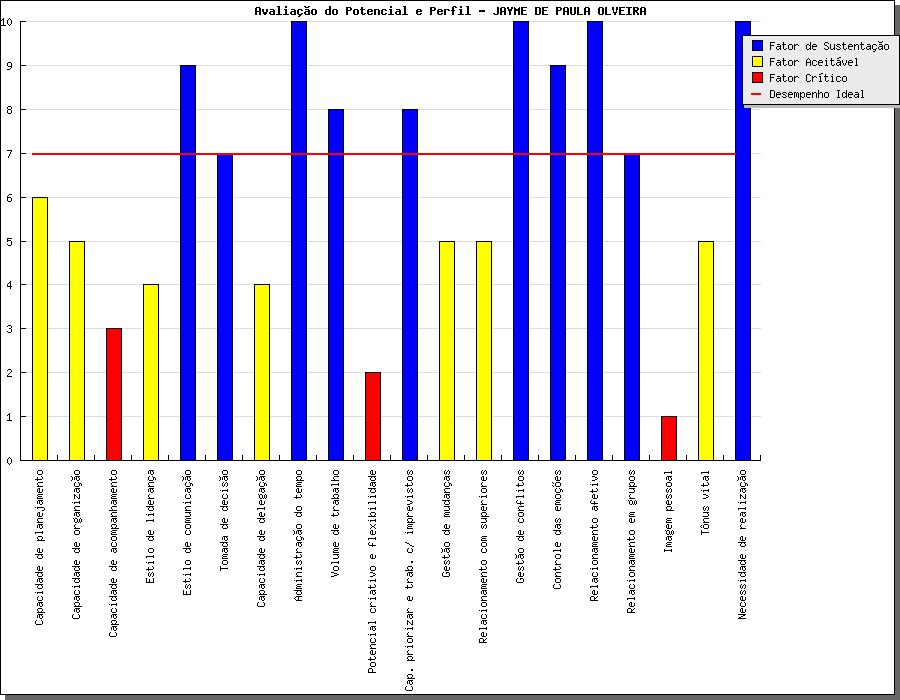 Avaliação do Potencial e Perfil - JAYME DE PAULA OLVEIRA
Fator de Sustentação
Fator Aceitável
Fator Crítico
Desempenho Ideal
10
9
8
7
6
5
4
3
2
1
0
Capacidade de planejamento
Capacidade de organização
Capacidade de acompanhamento
Estilo de liderança
Estilo de comunicação
Tomada de decisão
Capacidade de delegação
Administração do tempo
Volume de trabalho
Potencial criativo e flexibilidade
Cap. priorizar e trab. c/ imprevistos
Gestão de mudanças
Relacionamento com superiores
Gestão de conflitos
Controle das emoções
Relacionamento afetivo
Relacionamento em grupos
Imagem pessoal
Tônus vital
Necessidade de realização